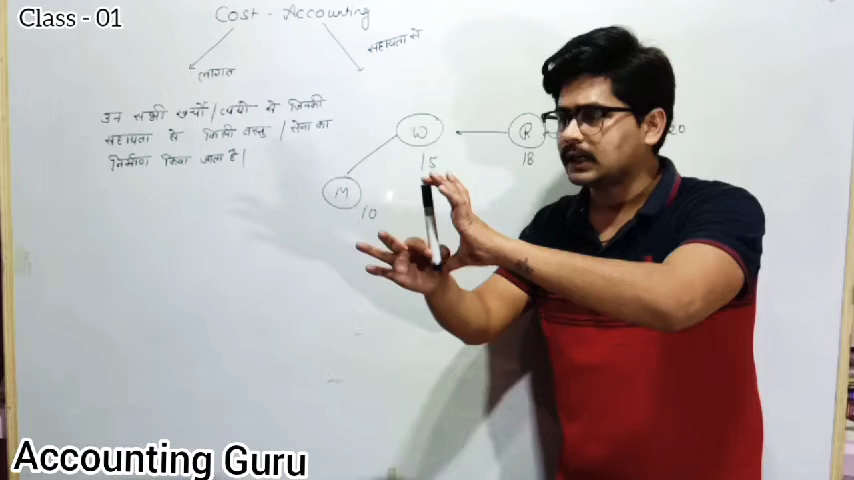 Class - 01
Cost - Accounting
लागत
सहायता से
उन सभी खर्चो / व्ययो से जिनकी
सहायता से किसी वस्तु / सेवा का
निर्माण किया जाता है |
W
15
R
18
20
M
10
Accounting Guru